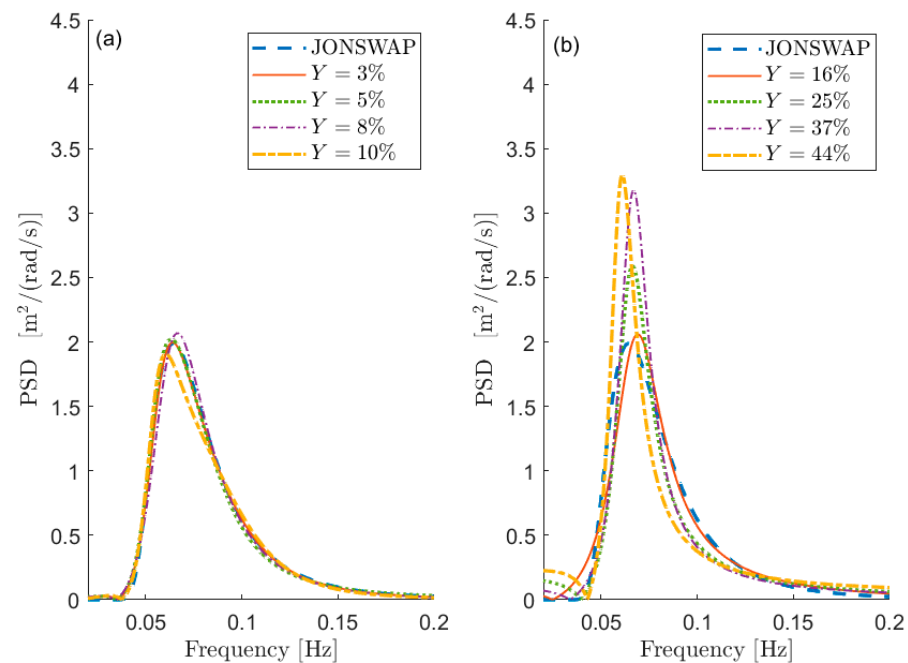 (a)
JONSWAP
Y = 3%
Y = 5%
Y = 8%
Y = 10%
4.5
4
3.5
3
2.5
2
1.5
1
0.5
0
PSD [m²/(rad/s)]
0.05
0.1
0.15
0.2
Frequency [Hz]
(b)
JONSWAP
Y = 16%
Y = 25%
Y = 37%
Y = 44%
4.5
4
3.5
3
2.5
2
1.5
1
0.5
0
PSD [m²/(rad/s)]
0.05
0.1
0.15
0.2
Frequency [Hz]